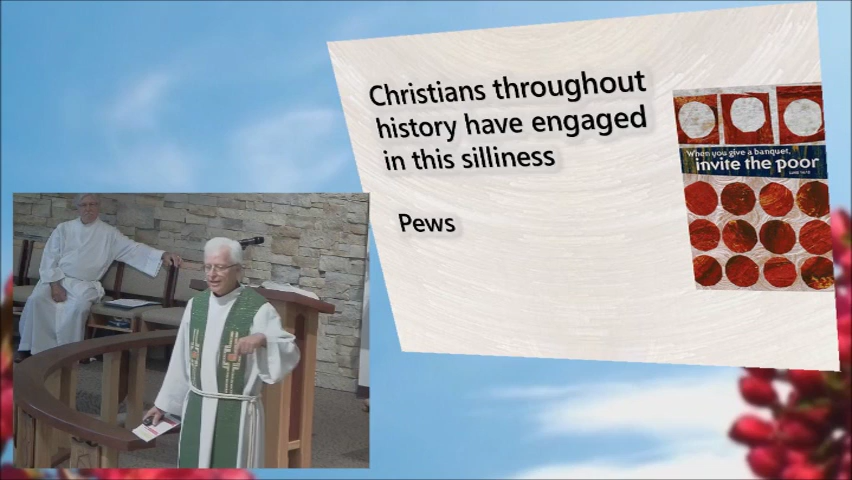 Christians throughout
history have engaged
in this silliness
Pews
When you give a banquet,
invite the poor